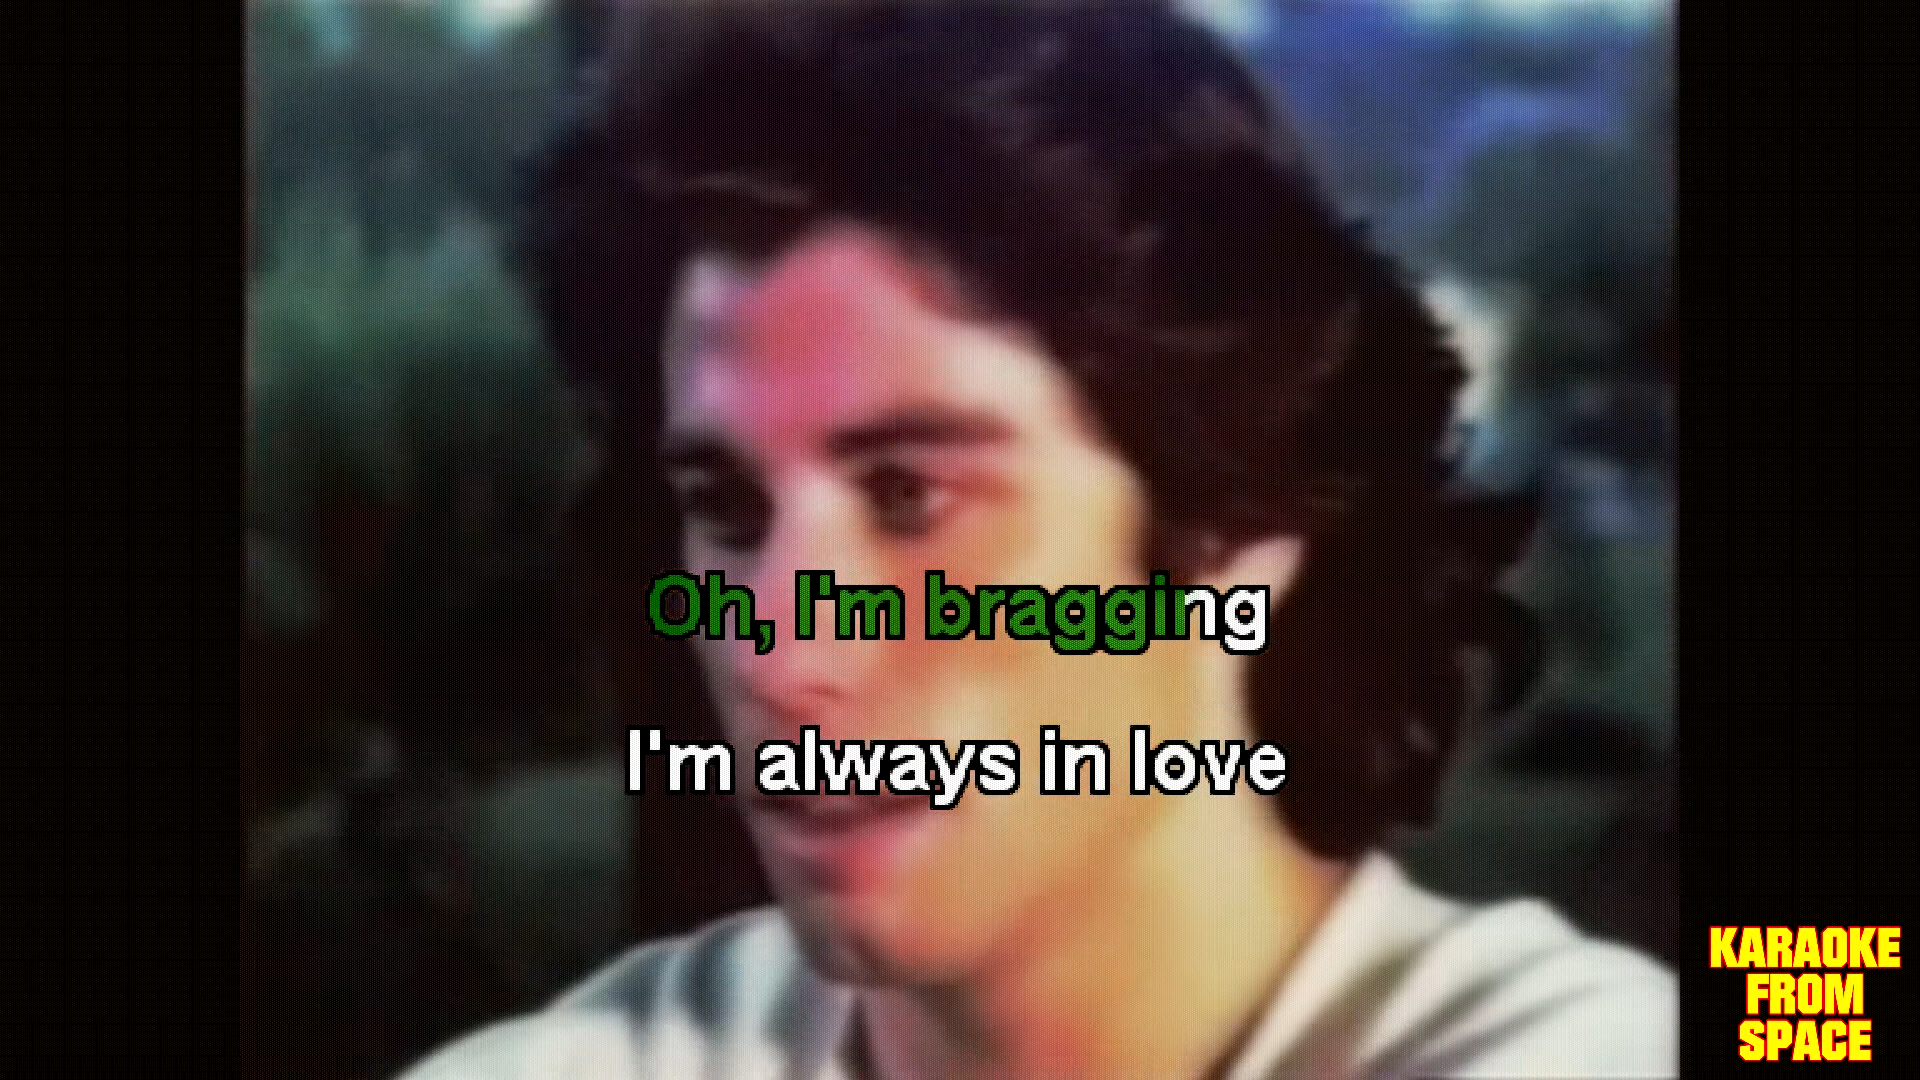 Oh, I'm bragging
I'm always in love
KARAOKE
FROM
SPACE